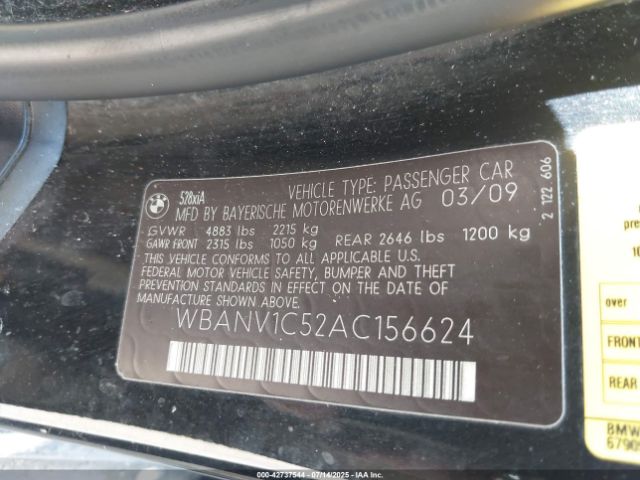 BMW
528xiA
VEHICLE TYPE: PASSENGER CAR
MFD BY BAYERISCHE MOTORENWERKE AG 03/09
GVWR 4883 lbs 2215 kg
GAWR FRONT 2315 lbs 1050 kg REAR 2646 lbs 1200 kg
THIS VEHICLE CONFORMS TO ALL APPLICABLE U.S.
FEDERAL MOTOR VEHICLE SAFETY, BUMPER AND THEFT
PREVENTION STANDARDS IN EFFECT ON THE DATE OF
MANUFACTURE SHOWN ABOVE.
WBANV1C52AC156624
2 122 606
over
FRONT
REAR
BMW
000-42737544 | 07/14/2025 | COPYRIGHT